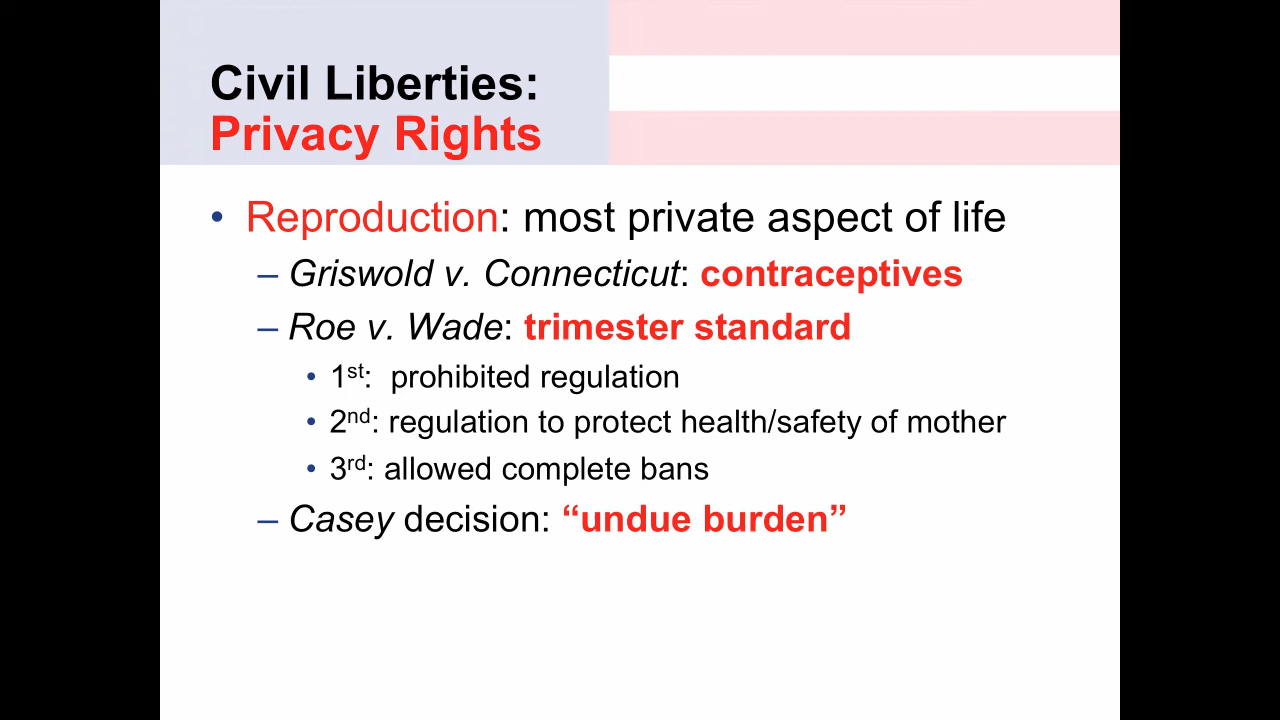 Civil Liberties:
Privacy Rights
• Reproduction: most private aspect of life
– Griswold v. Connecticut: contraceptives
– Roe v. Wade: trimester standard
• 1st: prohibited regulation
• 2nd: regulation to protect health/safety of mother
• 3rd: allowed complete bans
– Casey decision: “undue burden”